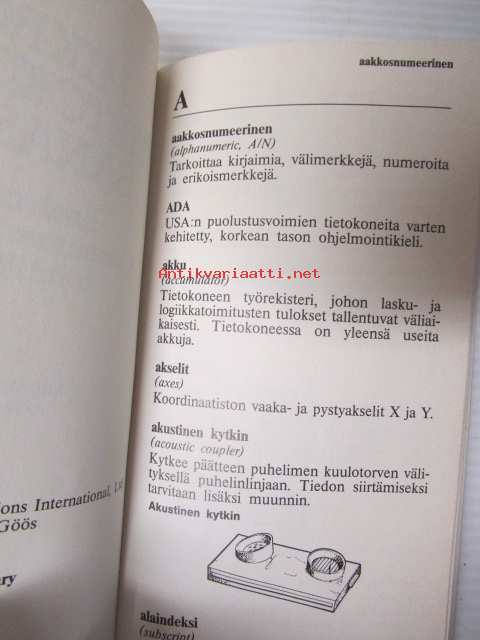 ions International,
Göös
ry
aakkosnumeerinen
A
aakkosnumeerinen
(alphanumeric, A/N)
Tarkoittaa kirjaimia, välimerkkejä, numeroita
ja erikoismerkkejä.
ADA
USA:n puolustusvoimien tietokoneita varten
kehitetty, korkean tason ohjelmointikieli.
akku
Antikvariaatti.net
(accumulator)
Tietokoneen työrekisteri, johon lasku- ja
logiikkatoimitusten tulokset tallentuvat väliai-
kaisesti. Tietokoneessa on yleensä useita
akkuja.
akselit
(axes)
Koordinaatiston vaaka- ja pystyakselit X ja Y.
akustinen kytkin
(acoustic coupler)
Kytkee päätteen puhelimen kuulotorven väli-
tyksellä puhelinlinjaan. Tiedon siirtämiseksi
tarvitaan lisäksi muunnin.
Akustinen kytkin
alaindeksi
(subscript)